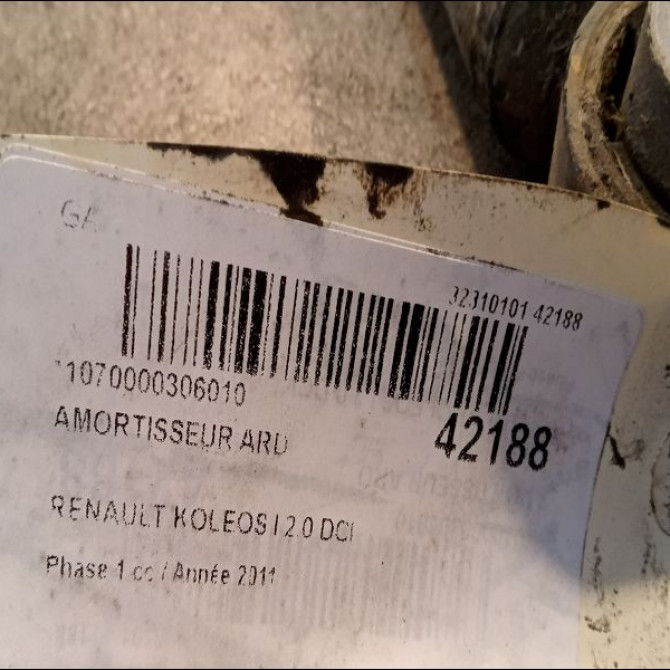 GA
32310101 42188
*1070000306010
AMORTISSEUR ARD
42188
RENAULT KOLEOS I 2.0 DCI
Phase 1 cc / Année 2011